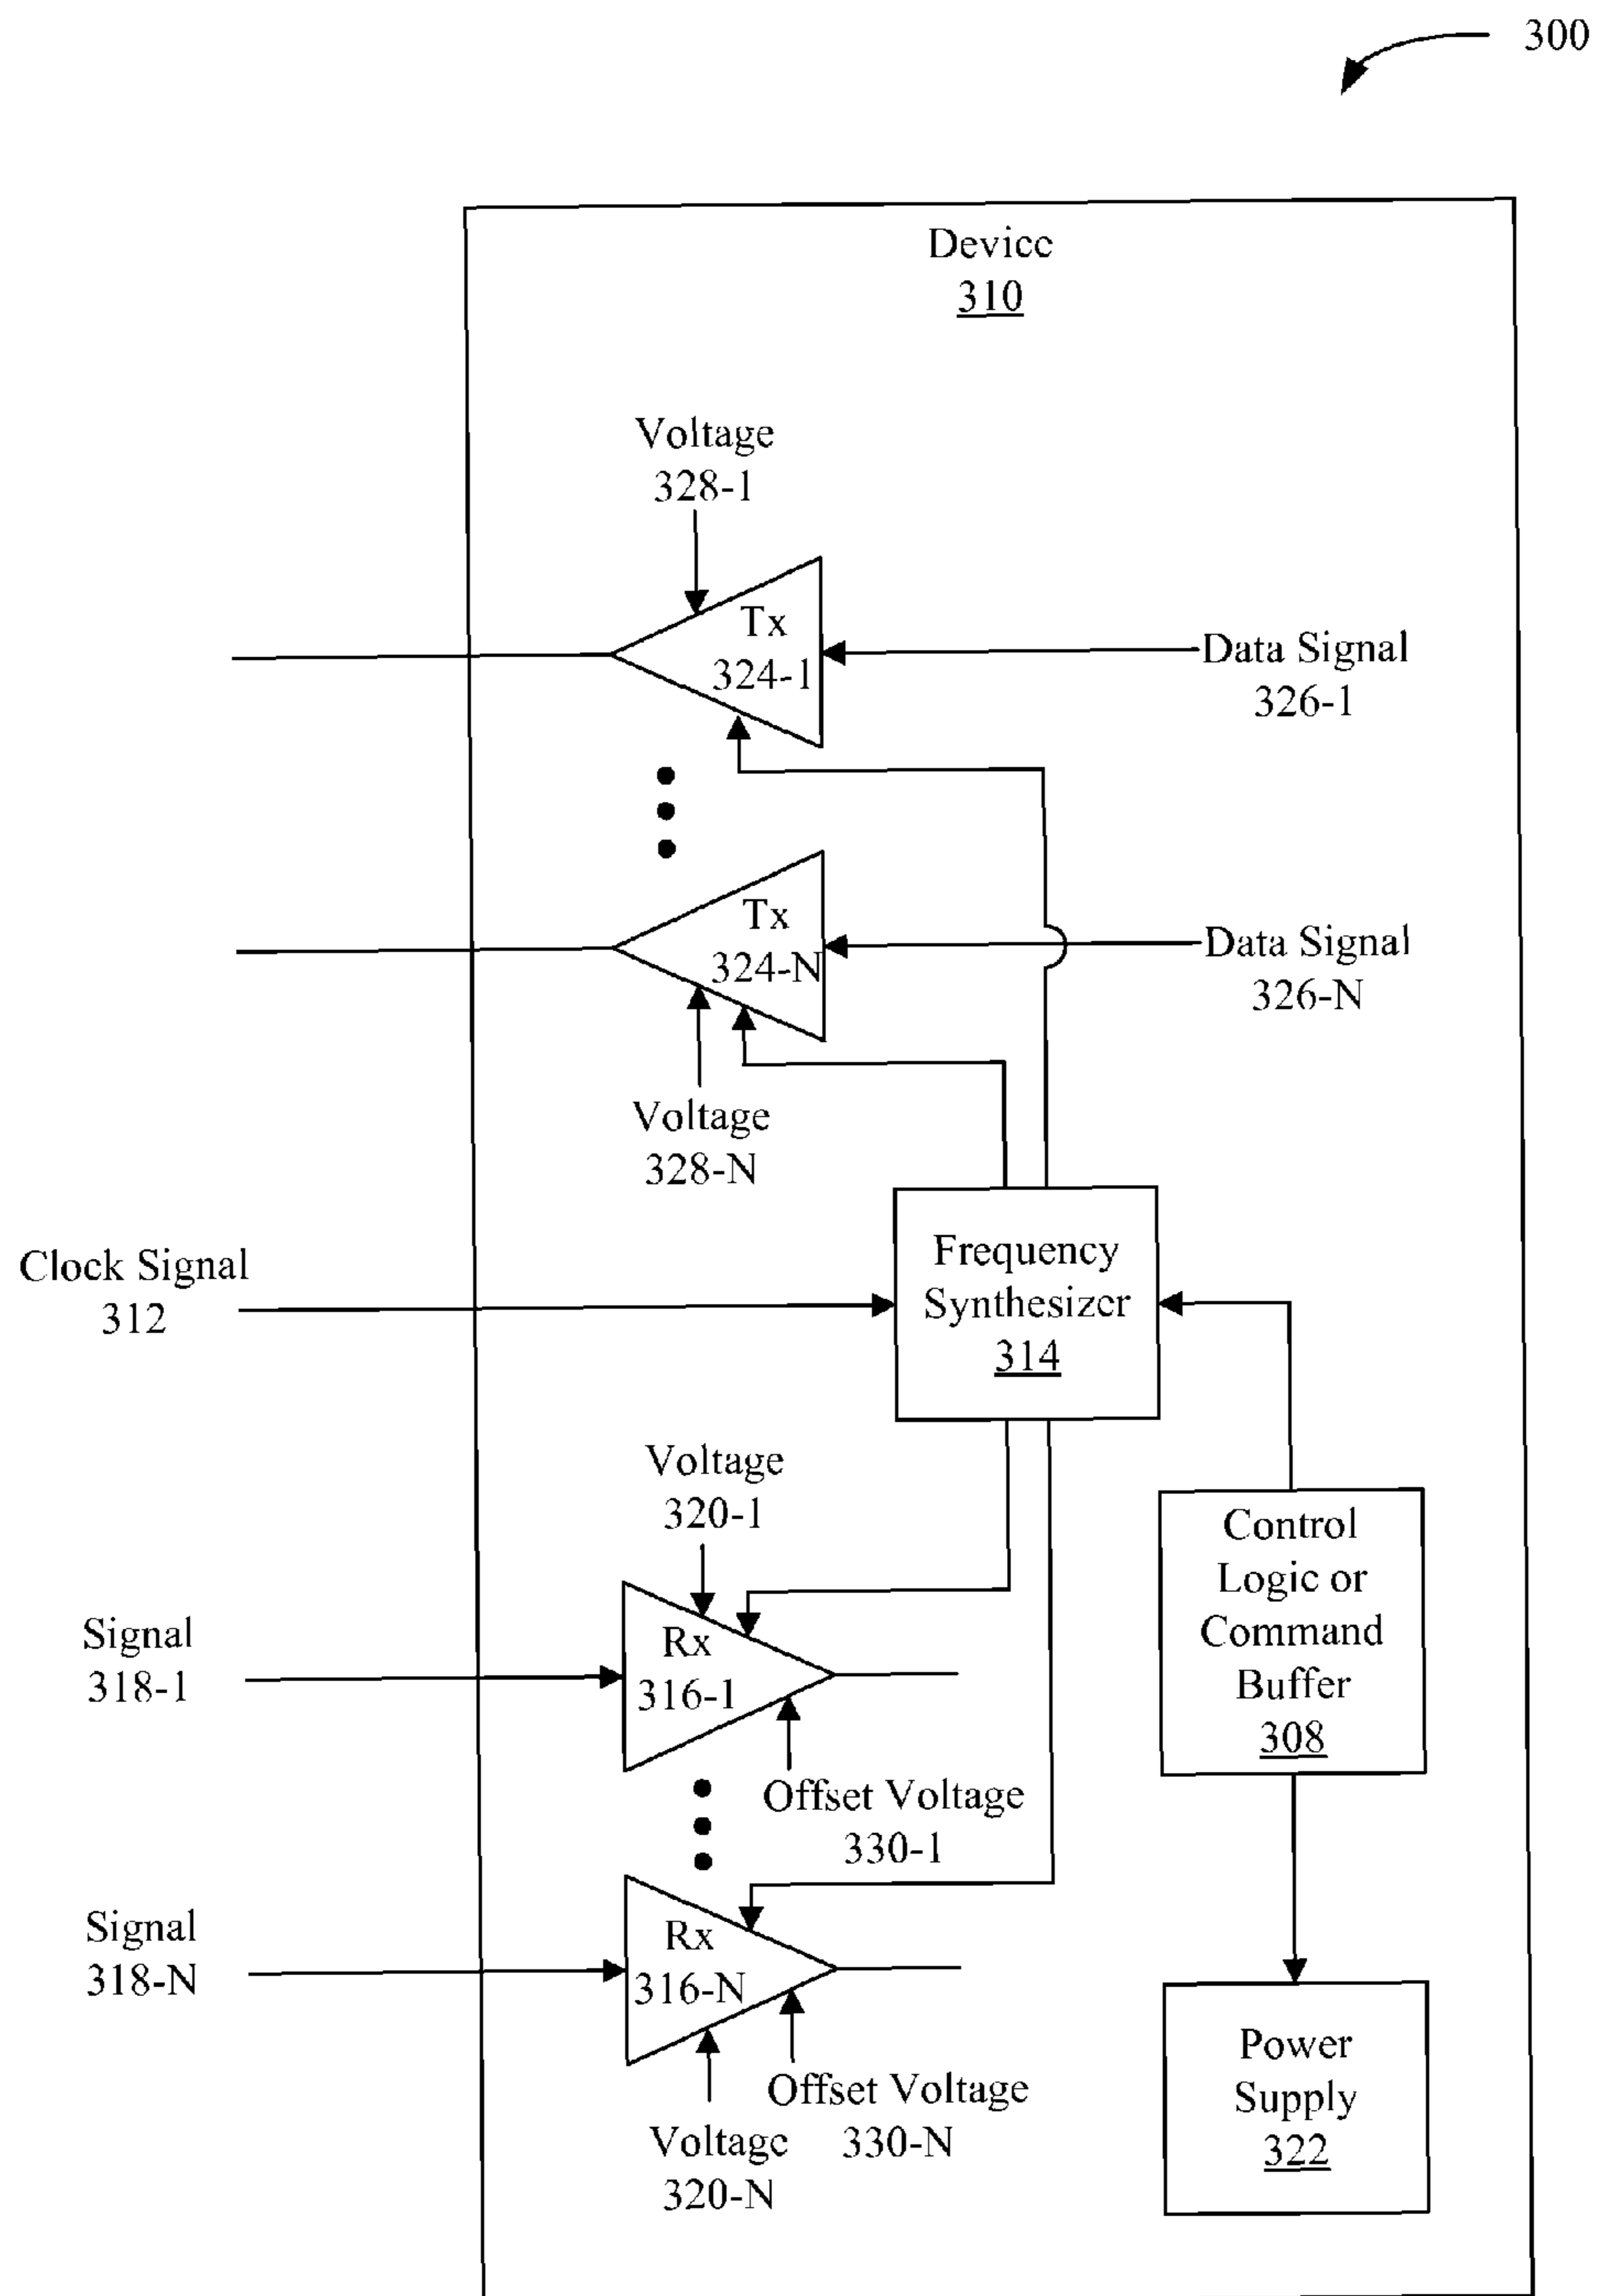 300
Device
310
Voltage
328-1
Tx
324-1
Data Signal
326-1
Tx
324-N
Data Signal
326-N
Voltage
328-N
Clock Signal
312
Frequency
Synthesizer
314
Voltage
320-1
Signal
318-1
Rx
316-1
Offset Voltage
330-1
Control
Logic or
Command
Buffer
308
Signal
318-N
Rx
316-N
Offset Voltage
330-N
Voltage
320-N
Power
Supply
322